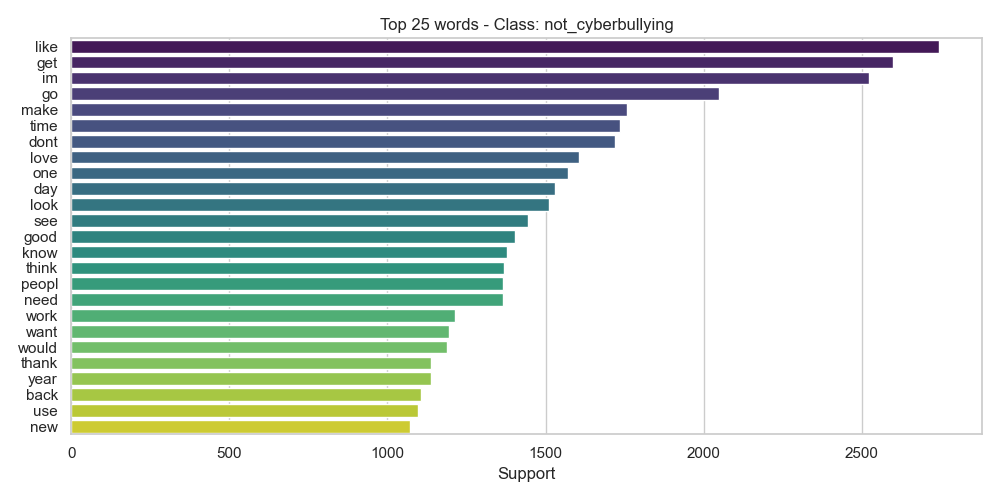 Top 25 words - Class: not_cyberbullying
like
get
im
go
make
time
dont
love
one
day
look
see
good
know
think
peopl
need
work
want
would
thank
year
back
use
new
0 500 1000 1500 2000 2500
Support